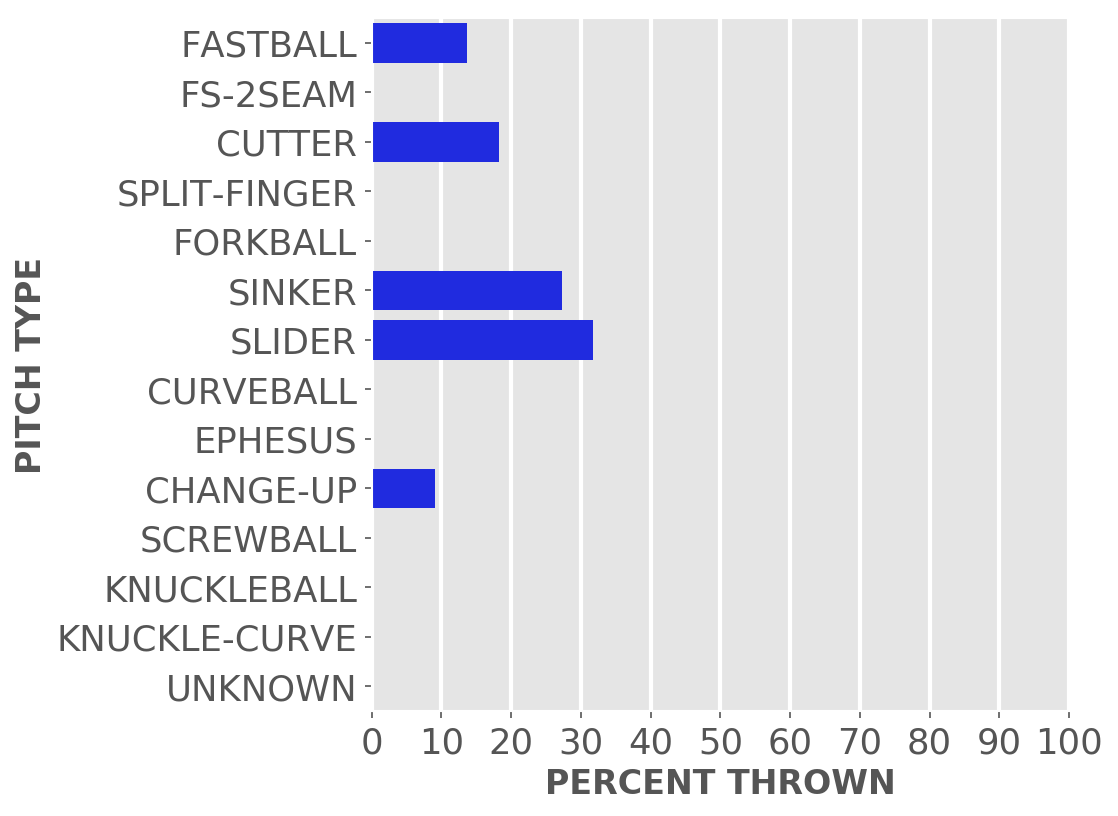 FASTBALL
FS-2SEAM
CUTTER
SPLIT-FINGER
FORKBALL
SINKER
SLIDER
CURVEBALL
EPHESUS
CHANGE-UP
SCREWBALL
KNUCKLEBALL
KNUCKLE-CURVE
UNKNOWN
PITCH TYPE
0 10 20 30 40 50 60 70 80 90 100
PERCENT THROWN